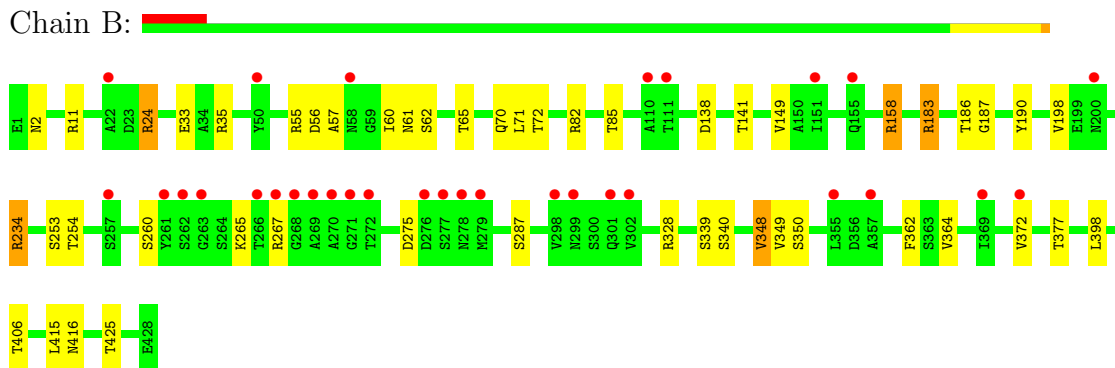 Chain B:
E1 N2 R11 A22 D23 R24 E33 A34 R35 Y50 R55 D56 A57 N58 G59 I60 N61 S62 T65 Q70 L71 T72 R82 T85 A110 T111 D138 T141 V149 A150 I151 Q155 R158 R183 T186 G187 Y190 V198 E199 N200
R234 S253 T254 S257 S260 Y261 S262 G263 S264 K265 T266 R267 G268 A269 A270 G271 T272 D275 D276 S277 N278 M279 S287 V298 N299 S300 Q301 V302 R328 S339 S340 V348 V349 S350 L355 D356 A357 F362 S363 V364 I369 V372 T377 L398
T406 L415 N416 T425 E428